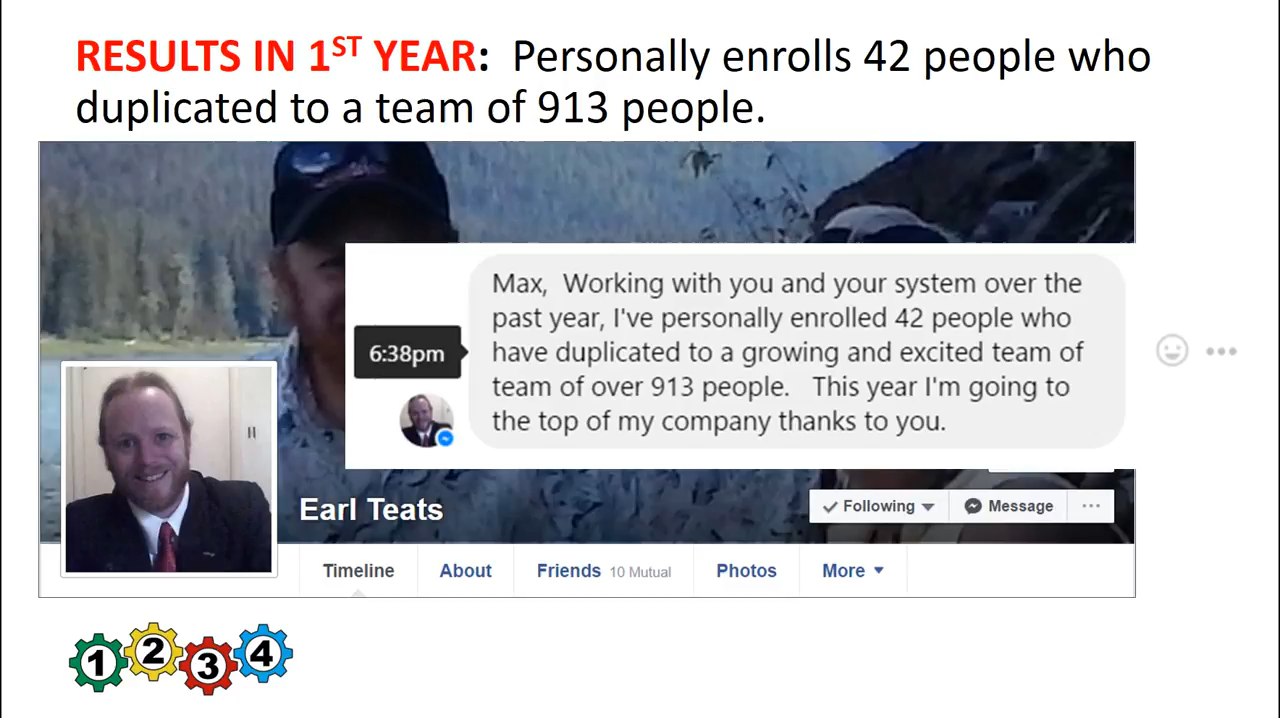 RESULTS IN 1ST YEAR: Personally enrolls 42 people who
duplicated to a team of 913 people.
Max, Working with you and your system over the
past year, I've personally enrolled 42 people who
have duplicated to a growing and excited team of
team of over 913 people. This year I'm going to
the top of my company thanks to you.
6:38pm
Earl Teats
Following
Message
Timeline
About
Friends 10 Mutual
Photos
More
1 2 3 4